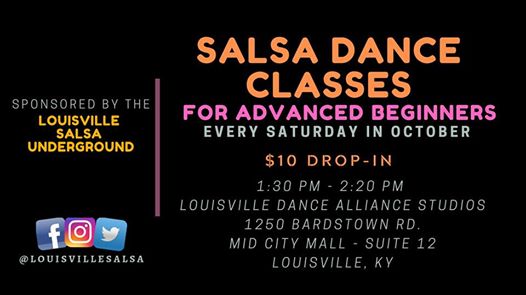 SALSA DANCE
CLASSES
FOR ADVANCED BEGINNERS
EVERY SATURDAY IN OCTOBER
$10 DROP-IN
1:30 PM - 2:20 PM
LOUISVILLE DANCE ALLIANCE STUDIOS
1250 BARDSTOWN RD.
MID CITY MALL - SUITE 12
LOUISVILLE, KY
SPONSORED BY THE
LOUISVILLE
SALSA
UNDERGROUND
@LOUISVILLESALSA